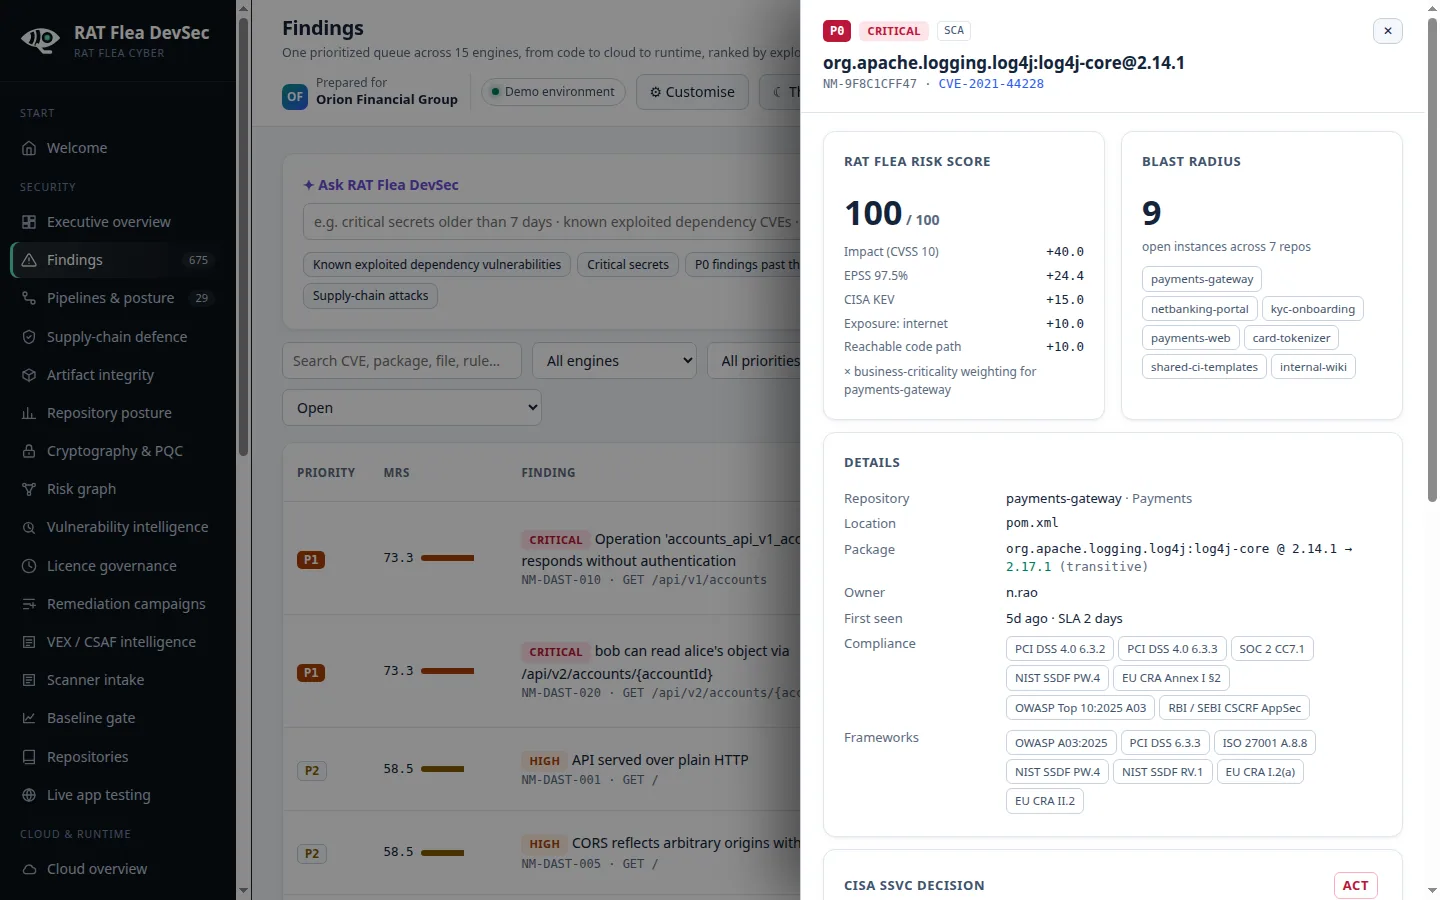 RAT Flea DevSec
RAT FLEA CYBER
START
Welcome
SECURITY
Executive overview
Findings 675
Pipelines & posture 29
Supply-chain defence
Artifact integrity
Repository posture
Cryptography & PQC
Risk graph
Vulnerability intelligence
Licence governance
Remediation campaigns
VEX / CSAF intelligence
Scanner intake
Baseline gate
Repositories
Live app testing
CLOUD & RUNTIME
Cloud overview
Findings
One prioritized queue across 15 engines, from code to cloud to runtime, ranked by explo
OF
Prepared for
Orion Financial Group
Demo environment
⚙ Customise
☾ Th
✦ Ask RAT Flea DevSec
e.g. critical secrets older than 7 days · known exploited dependency CVEs ·
Known exploited dependency vulnerabilities
Critical secrets
P0 findings past th
Supply-chain attacks
Search CVE, package, file, rule...
All engines
All priorities
Open
PRIORITY MRS FINDING
P1 73.3 CRITICAL Operation 'accounts_api_v1_acc
responds without authentication
NM-DAST-010 · GET /api/v1/accounts
P1 73.3 CRITICAL bob can read alice's object via
/api/v2/accounts/{accountId}
NM-DAST-020 · GET /api/v2/accounts/{acc
P2 58.5 HIGH API served over plain HTTP
NM-DAST-001 · GET /
P2 58.5 HIGH CORS reflects arbitrary origins with
NM-DAST-005 · GET /
P0 CRITICAL SCA
✕
org.apache.logging.log4j:log4j-core@2.14.1
NM-9F8C1CFF47 · CVE-2021-44228
RAT FLEA RISK SCORE
100 / 100
Impact (CVSS 10) +40.0
EPSS 97.5% +24.4
CISA KEV +15.0
Exposure: internet +10.0
Reachable code path +10.0
× business-criticality weighting for
payments-gateway
BLAST RADIUS
9
open instances across 7 repos
payments-gateway
netbanking-portal kyc-onboarding
payments-web card-tokenizer
shared-ci-templates internal-wiki
DETAILS
Repository payments-gateway · Payments
Location pom.xml
Package org.apache.logging.log4j:log4j-core @ 2.14.1 →
2.17.1 (transitive)
Owner n.rao
First seen 5d ago · SLA 2 days
Compliance PCI DSS 4.0 6.3.2 PCI DSS 4.0 6.3.3 SOC 2 CC7.1
NIST SSDF PW.4 EU CRA Annex I §2
OWASP Top 10:2025 A03 RBI / SEBI CSCRF AppSec
Frameworks OWASP A03:2025 PCI DSS 6.3.3 ISO 27001 A.8.8
NIST SSDF PW.4 NIST SSDF RV.1 EU CRA I.2(a)
EU CRA II.2
CISA SSVC DECISION ACT